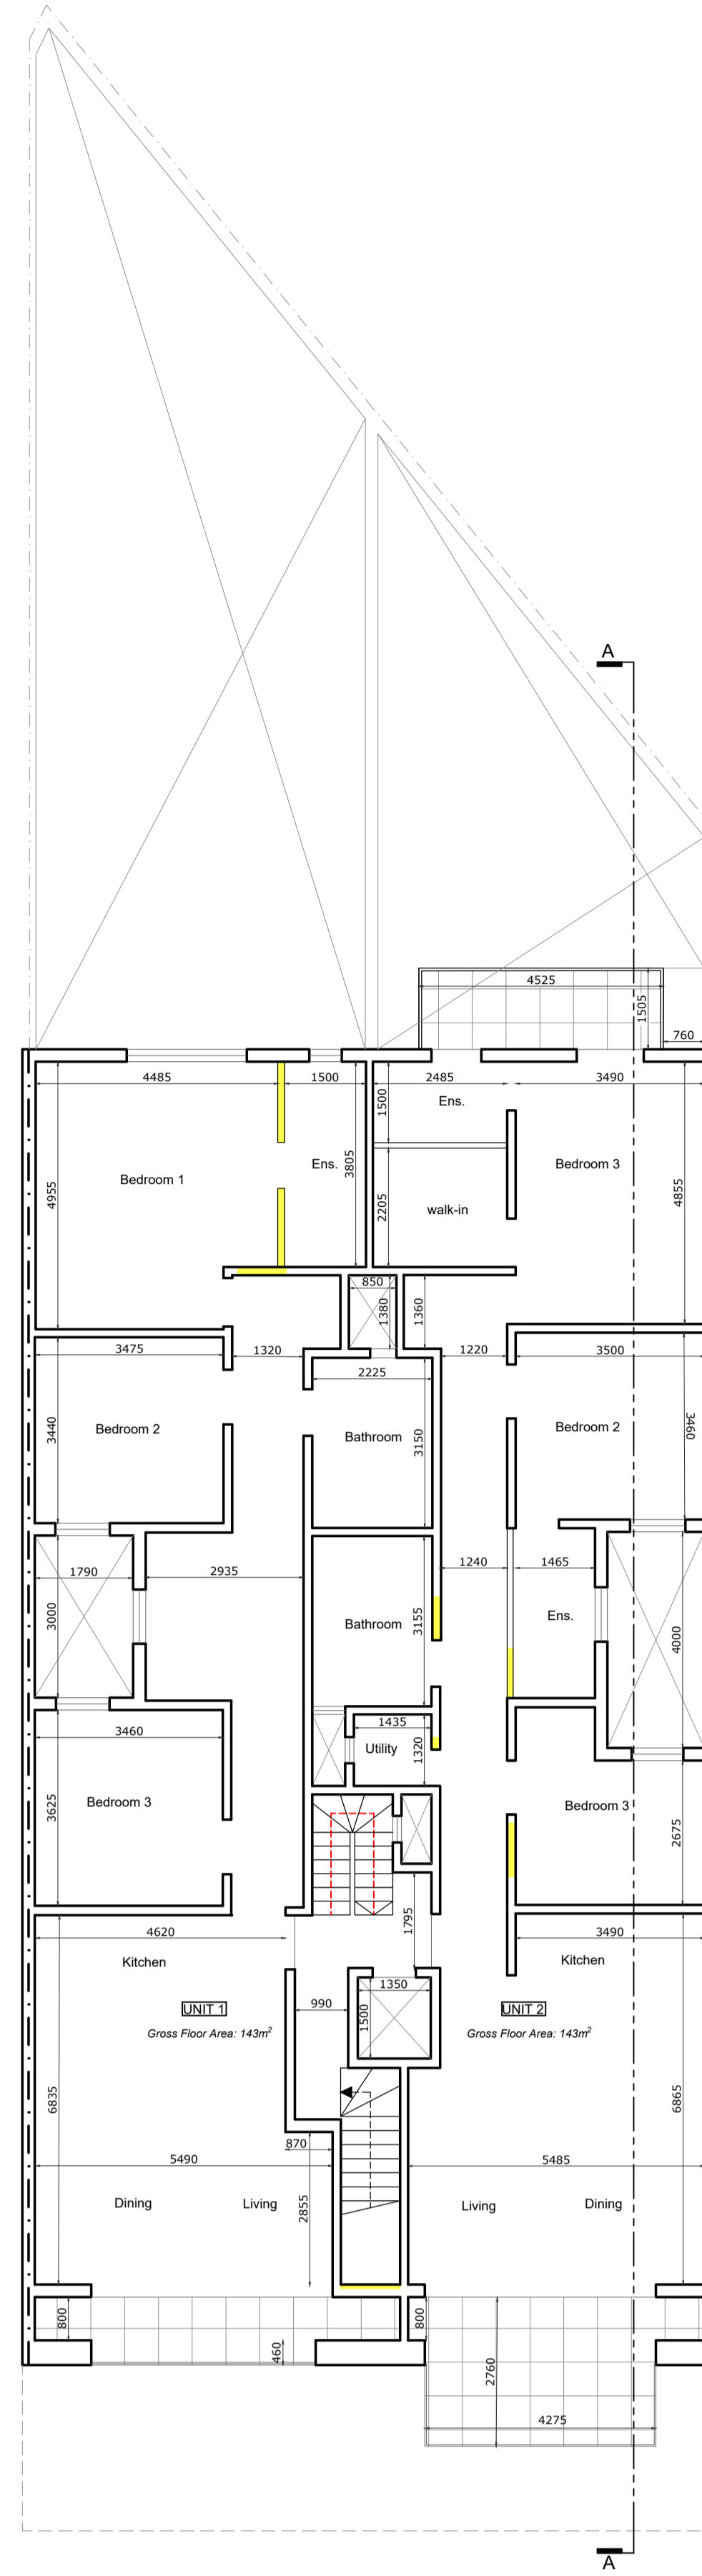 A
4525
1505
760
4485
1500
2485
3490
1500
Ens.
3805
Ens.
Bedroom 3
Bedroom 1
4955
2205
walk-in
4855
850
1380
1360
3475
1320
1220
3500
2225
3440
Bedroom 2
Bathroom
3150
Bedroom 2
3460
1790
2935
1240
1465
3000
Bathroom
3155
Ens.
4000
3460
1435
Utility
1320
3625
Bedroom 3
Bedroom 3
2675
4620
1795
3490
Kitchen
Kitchen
1350
UNIT 1
990
1500
UNIT 2
Gross Floor Area: 143m²
Gross Floor Area: 143m²
6835
6865
870
5490
5485
Dining
Living
2855
Living
Dining
800
800
460
2760
4275
A